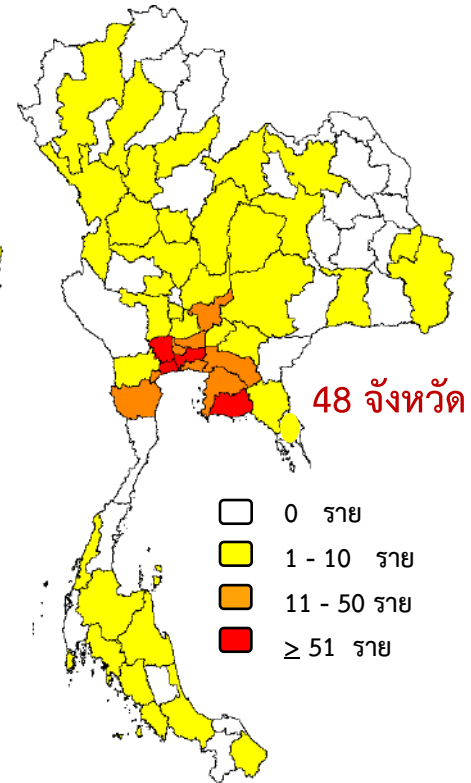 48 จังหวัด
0 ราย
1 - 10 ราย
11 - 50 ราย
≥ 51 ราย